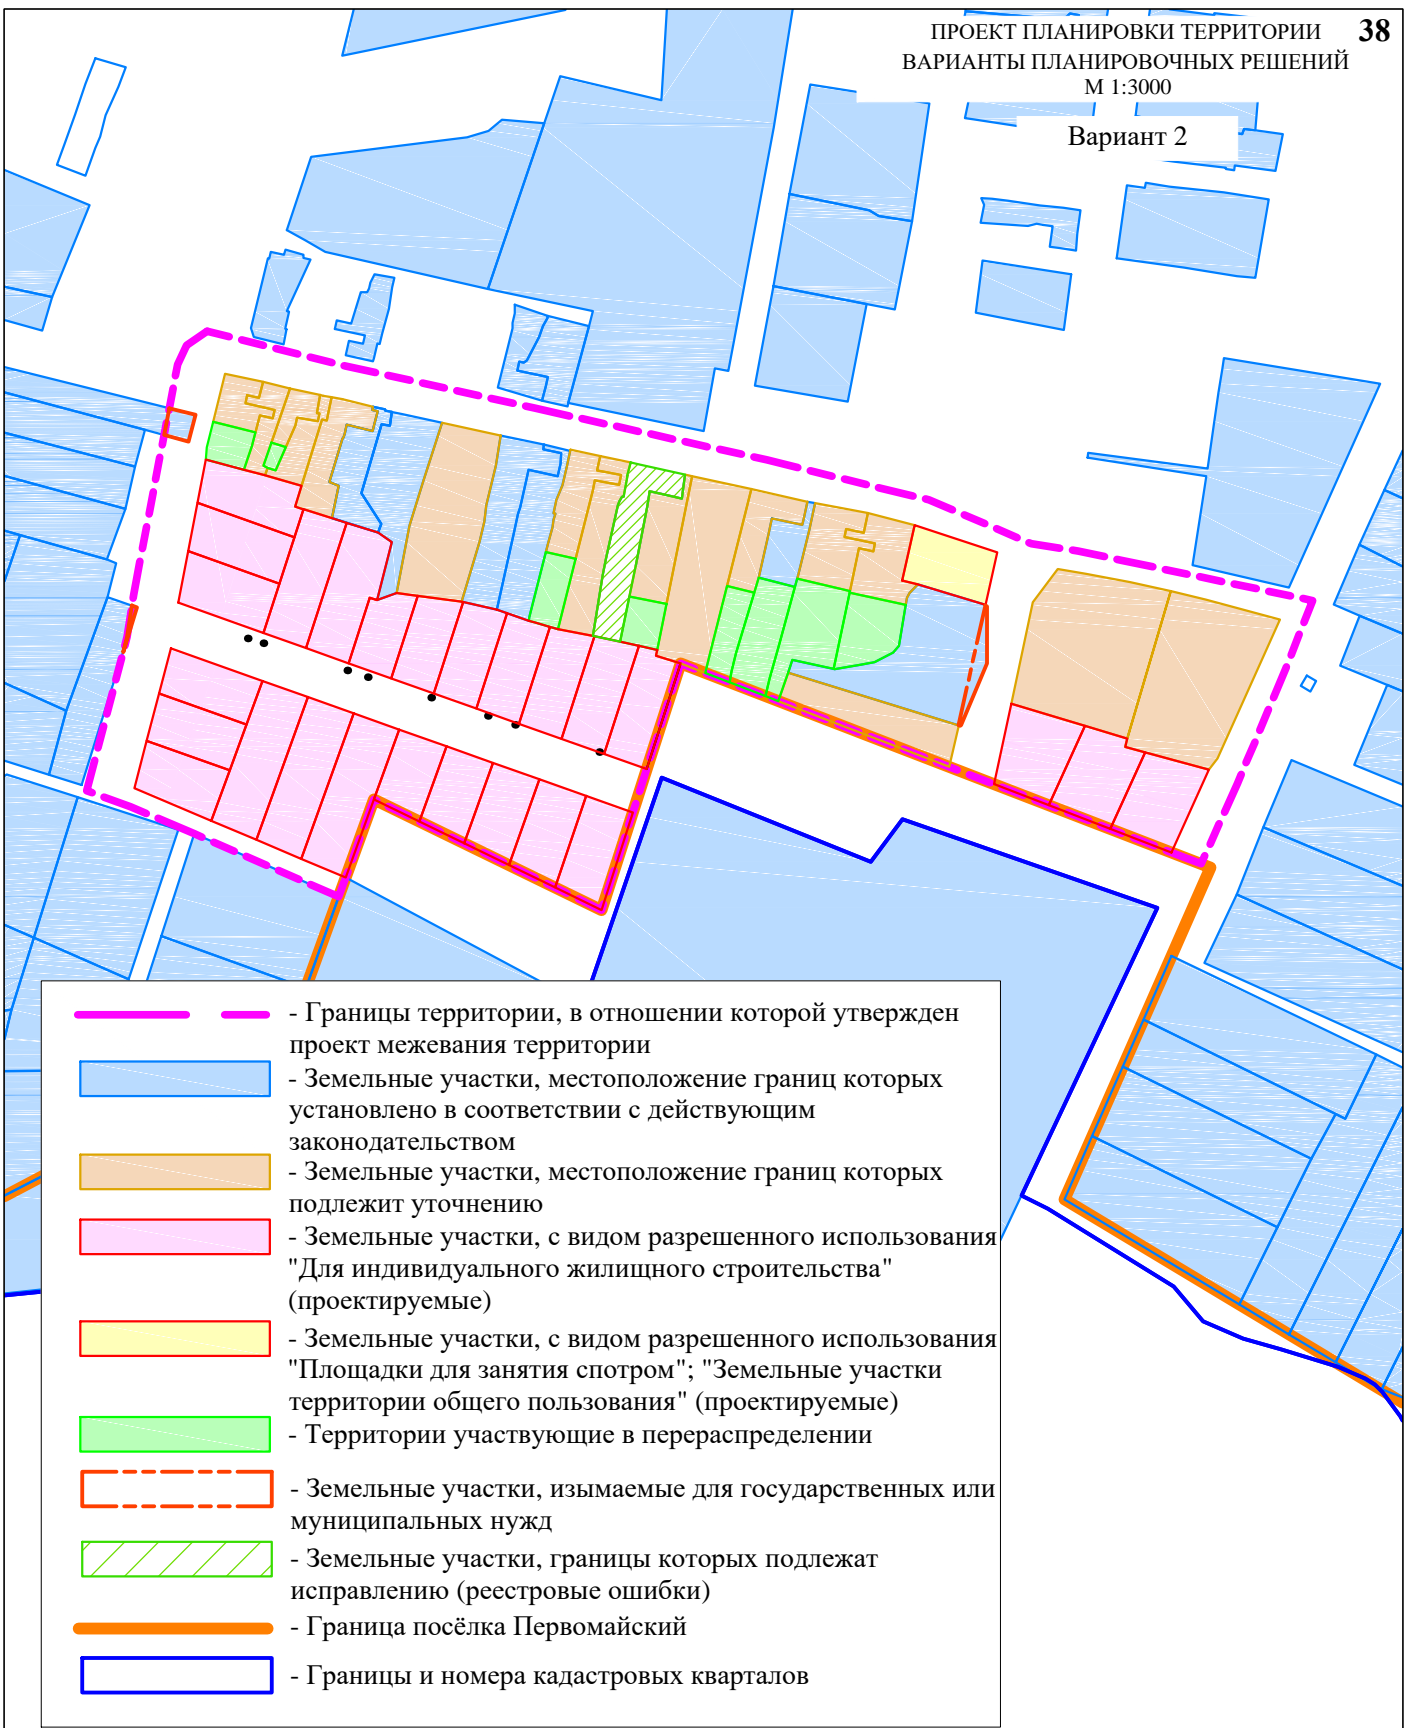 ПРОЕКТ ПЛАНИРОВКИ ТЕРРИТОРИИ 38
ВАРИАНТЫ ПЛАНИРОВОЧНЫХ РЕШЕНИЙ
М 1:3000
Вариант 2
- Границы территории, в отношении которой утвержден
проект межевания территории
- Земельные участки, местоположение границ которых
установлено в соответствии с действующим
законодательством
- Земельные участки, местоположение границ которых
подлежит уточнению
- Земельные участки, с видом разрешенного использования
"Для индивидуального жилищного строительства"
(проектируемые)
- Земельные участки, с видом разрешенного использования
"Площадки для занятия спотром"; "Земельные участки
территории общего пользования" (проектируемые)
- Территории участвующие в перераспределении
- Земельные участки, изымаемые для государственных или
муниципальных нужд
- Земельные участки, границы которых подлежат
исправлению (реестровые ошибки)
- Граница посёлка Первомайский
- Границы и номера кадастровых кварталов